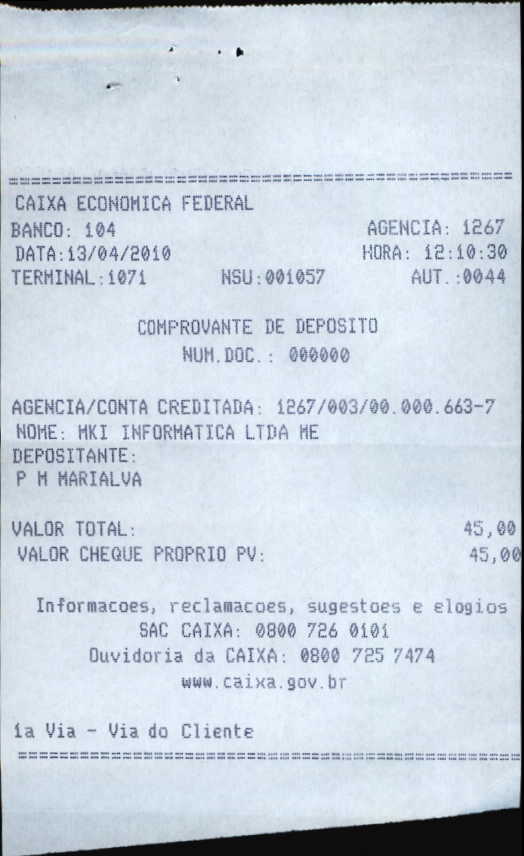 ================================================
CAIXA ECONOMICA FEDERAL
BANCO: 104 AGENCIA: 1267
DATA:13/04/2010 HORA: 12:10:30
TERMINAL:1071 NSU:001057 AUT.:0044
COMPROVANTE DE DEPOSITO
NUM.DOC.: 000000
AGENCIA/CONTA CREDITADA: 1267/003/00.000.663-7
NOME: MKI INFORMATICA LTDA ME
DEPOSITANTE:
P M MARIALVA
VALOR TOTAL: 45,00
VALOR CHEQUE PROPRIO PV: 45,00
Informacoes, reclamacoes, sugestoes e elogios
SAC CAIXA: 0800 726 0101
Ouvidoria da CAIXA: 0800 725 7474
www.caixa.gov.br
1a Via - Via do Cliente
================================================